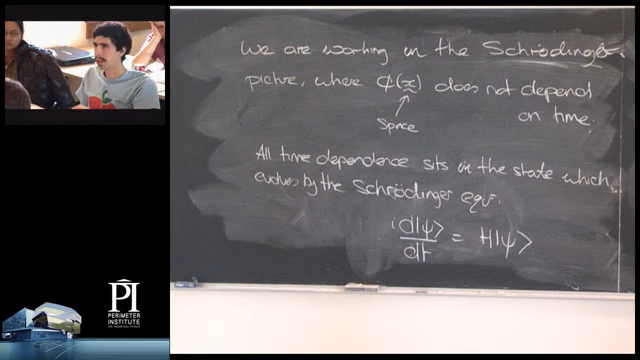 We are working in the Schrödinger
picture, where ϕ(x) does not depend
on time.
Space
All time dependence sits in the state which
evolves by the Schrödinger eqn.
i d|ψ⟩/dt = H|ψ⟩
PI
PERIMETER
INSTITUTE
FOR THEORETICAL PHYSICS